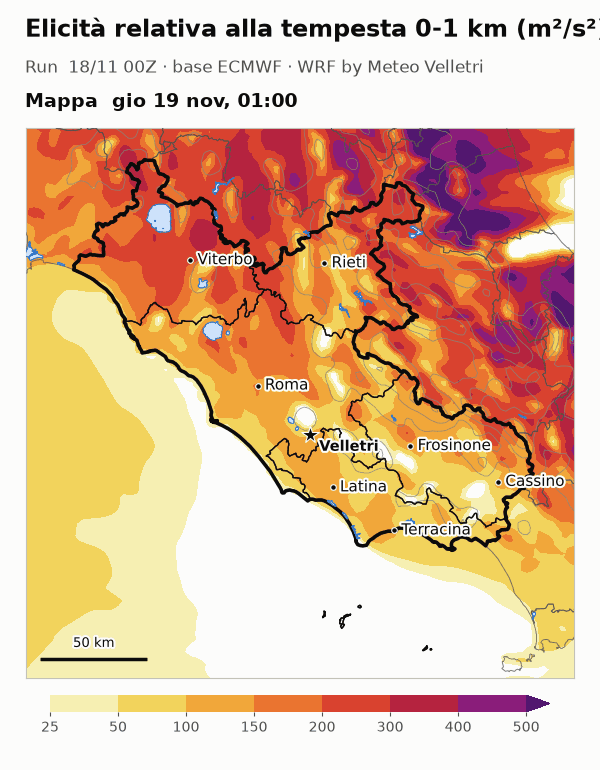 Elicità relativa alla tempesta 0-1 km (m²/s²)
Run 18/11 00Z · base ECMWF · WRF by Meteo Velletri
Mappa gio 19 nov, 01:00
Viterbo
Rieti
Roma
Velletri
Frosinone
Cassino
Latina
Terracina
50 km
25 50 100 150 200 300 400 500